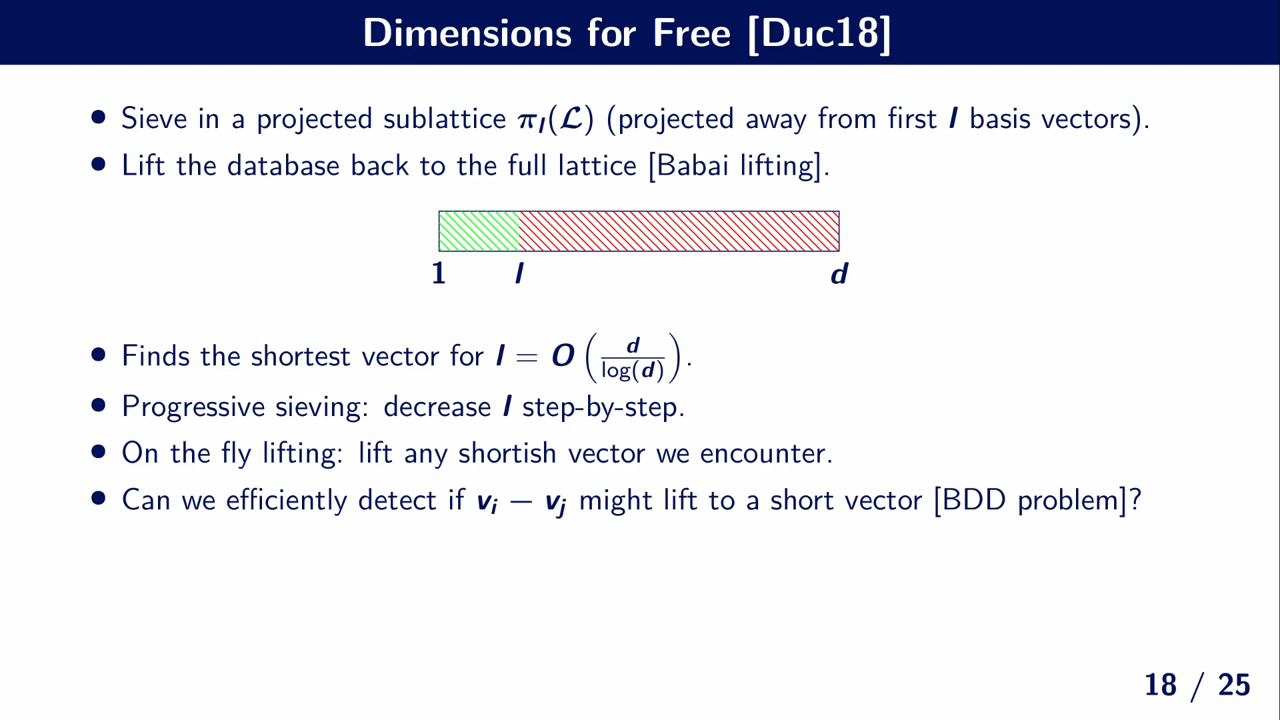 Dimensions for Free [Duc18]
• Sieve in a projected sublattice π_l(𝓛) (projected away from first l basis vectors).
• Lift the database back to the full lattice [Babai lifting].
1 l d
• Finds the shortest vector for l = O(d/log(d)).
• Progressive sieving: decrease l step-by-step.
• On the fly lifting: lift any shortish vector we encounter.
• Can we efficiently detect if v_i − v_j might lift to a short vector [BDD problem]?
18 / 25